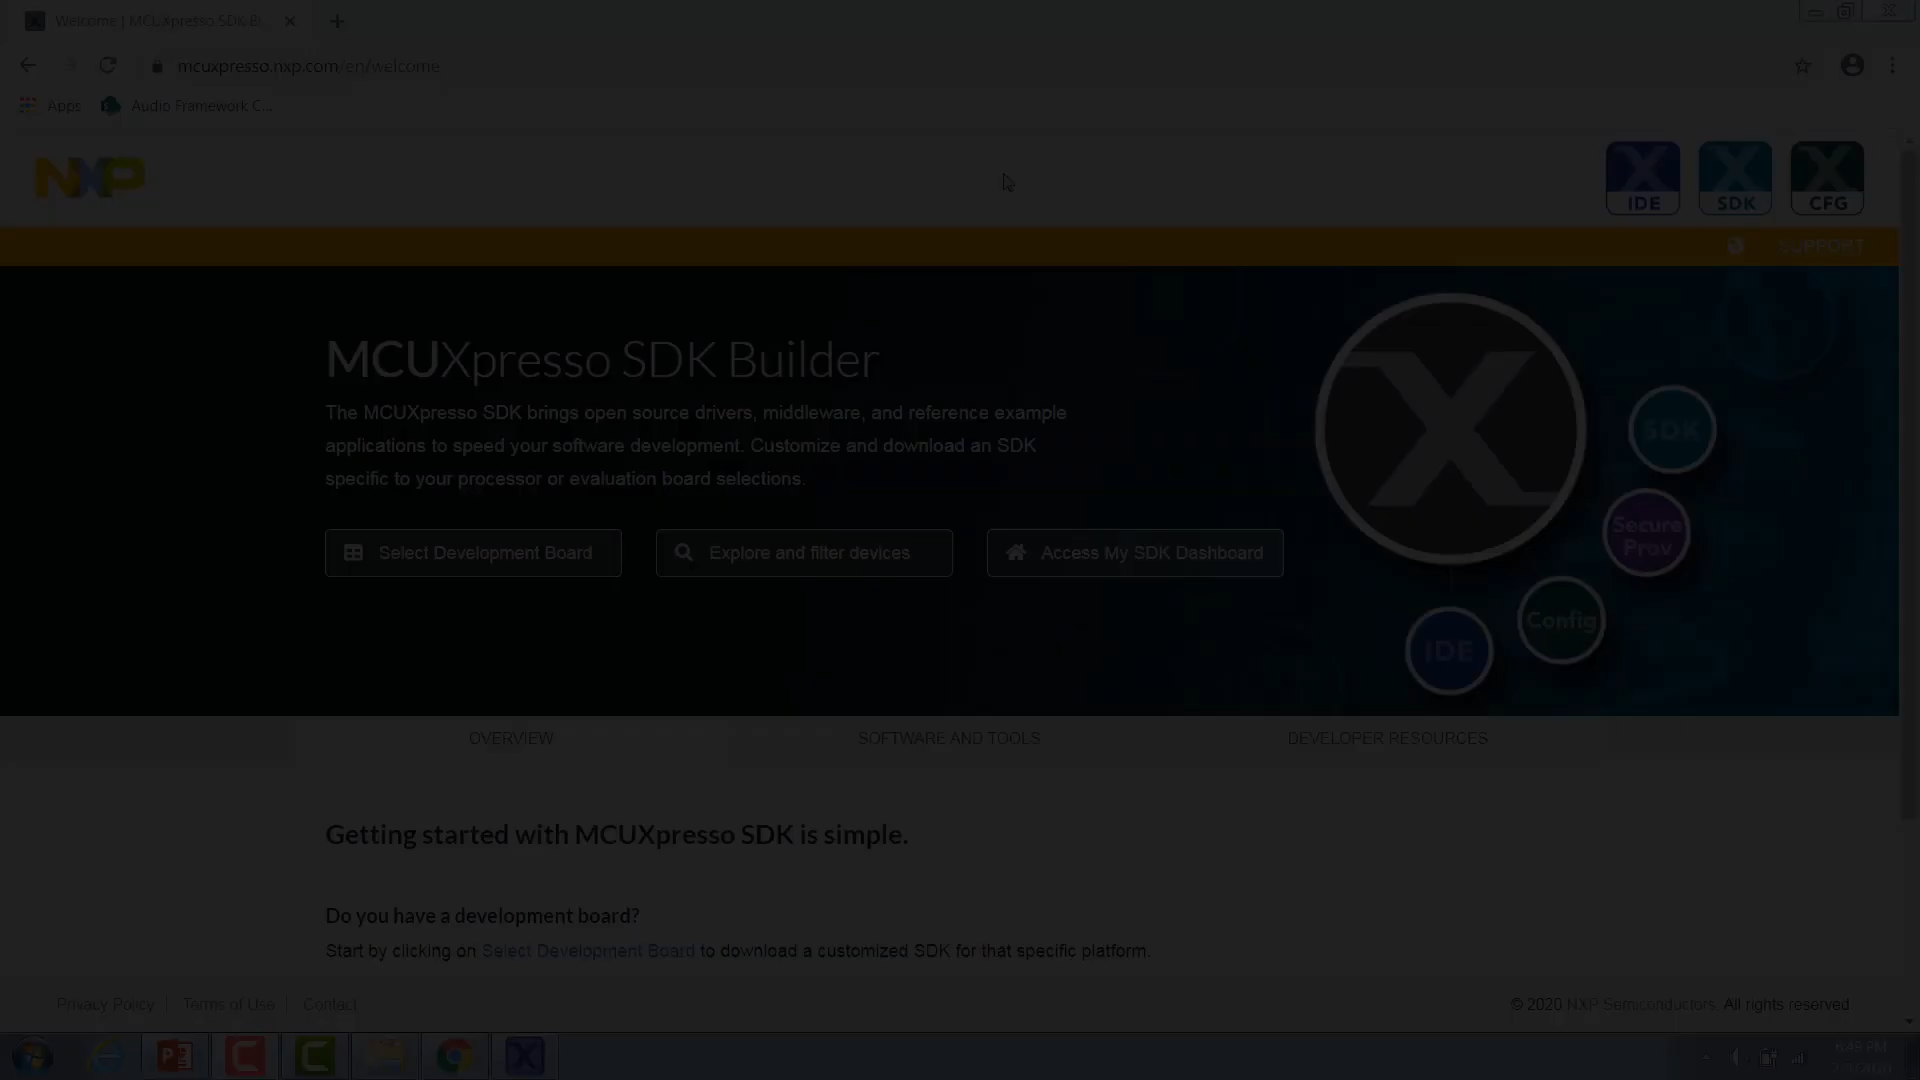 Welcome | MCUXpresso SDK Bi
mcuxpresso.nxp.com/en/welcome
Apps
Audio Framework C...
NXP
IDE
SDK
CFG
SUPPORT
MCUXpresso SDK Builder
The MCUXpresso SDK brings open source drivers, middleware, and reference example
applications to speed your software development. Customize and download an SDK
specific to your processor or evaluation board selections.
Select Development Board
Explore and filter devices
Access My SDK Dashboard
X
SDK
Secure
Prov
Config
IDE
OVERVIEW
SOFTWARE AND TOOLS
DEVELOPER RESOURCES
Getting started with MCUXpresso SDK is simple.
Do you have a development board?
Start by clicking on Select Development Board to download a customized SDK for that specific platform.
Privacy Policy | Terms of Use | Contact
© 2020 NXP Semiconductors. All rights reserved.